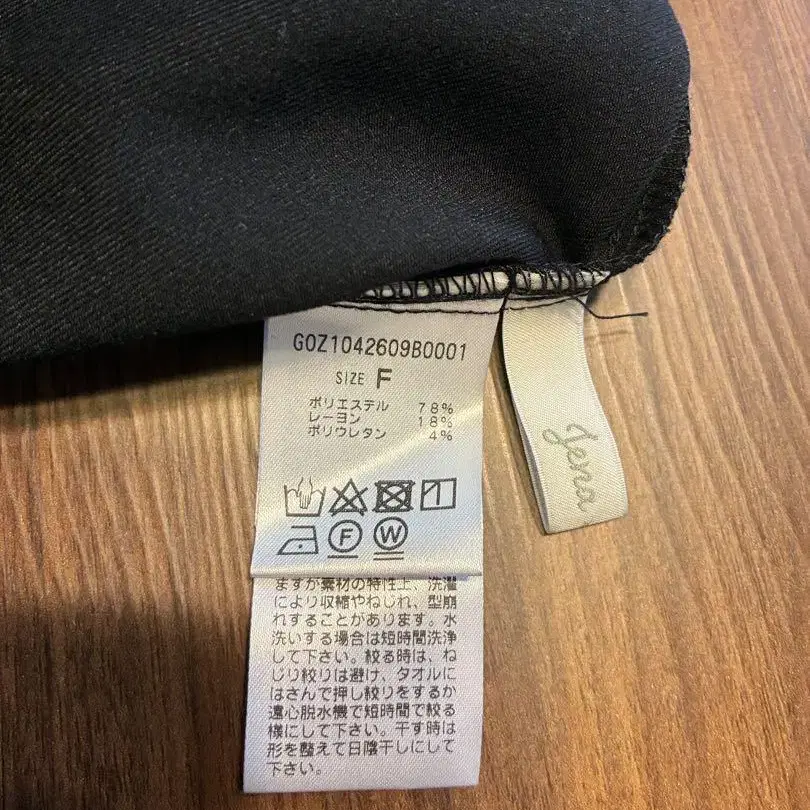 G0Z1042609B0001
SIZE F
ポリエステル 78%
レーヨン 18%
ポリウレタン 4%
F W
ますが素材の特性上、洗濯
により収縮やねじれ、型崩
れすることがあります。水
洗いする場合は短時間洗浄
して下さい。絞る時は、ね
じり絞りは避け、タオルに
はさんで押し絞りをするか
遠心脱水機で短時間で絞る
様にして下さい。干す時は
形を整えて日陰干しにして
下さい。
Jena